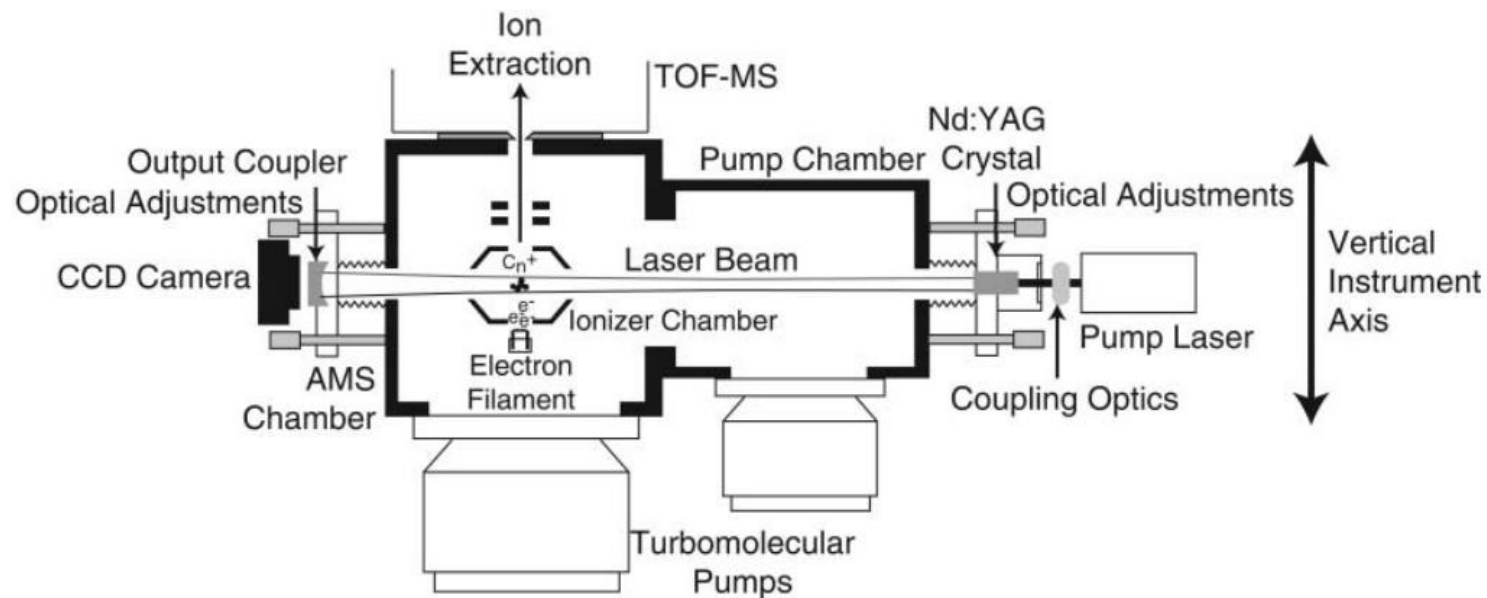 Ion
Extraction
TOF-MS
Nd:YAG
Crystal
Output Coupler
Pump Chamber
Optical Adjustments
Optical Adjustments
CCD Camera
Cn+
Laser Beam
Vertical
Instrument
Axis
e-
ee-
Ionizer Chamber
Pump Laser
Electron
Filament
AMS
Chamber
Coupling Optics
Turbomolecular
Pumps